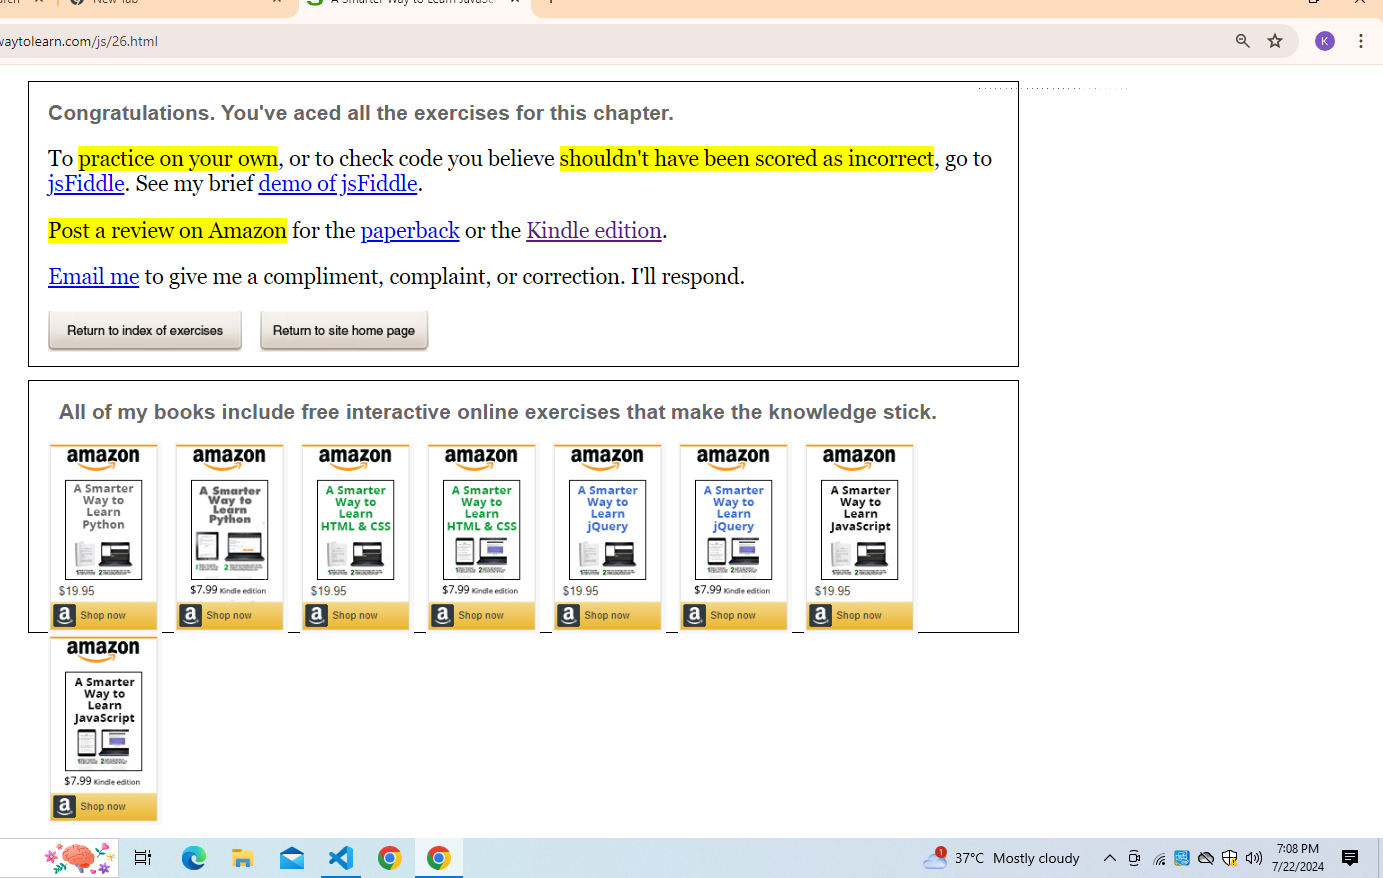 New Tab
A Smarter Way to Learn JavaSc
waytolearn.com/js/26.html
K
Congratulations. You've aced all the exercises for this chapter.
To practice on your own, or to check code you believe shouldn't have been scored as incorrect, go to
jsFiddle. See my brief demo of jsFiddle.
Post a review on Amazon for the paperback or the Kindle edition.
Email me to give me a compliment, complaint, or correction. I'll respond.
Return to index of exercises Return to site home page
All of my books include free interactive online exercises that make the knowledge stick.
amazon amazon amazon amazon amazon amazon amazon
A Smarter A Smarter A Smarter A Smarter A Smarter A Smarter A Smarter
Way to Way to Way to Way to Way to Way to Way to
Learn Learn Learn Learn Learn Learn Learn
Python Python HTML & CSS HTML & CSS jQuery jQuery JavaScript
$19.95 $7.99 Kindle edition $19.95 $7.99 Kindle edition $19.95 $7.99 Kindle edition $19.95
a Shop now a Shop now a Shop now a Shop now a Shop now a Shop now a Shop now
amazon
A Smarter
Way to
Learn
JavaScript
$7.99 Kindle edition
a Shop now
1 37°C Mostly cloudy
7:08 PM
7/22/2024